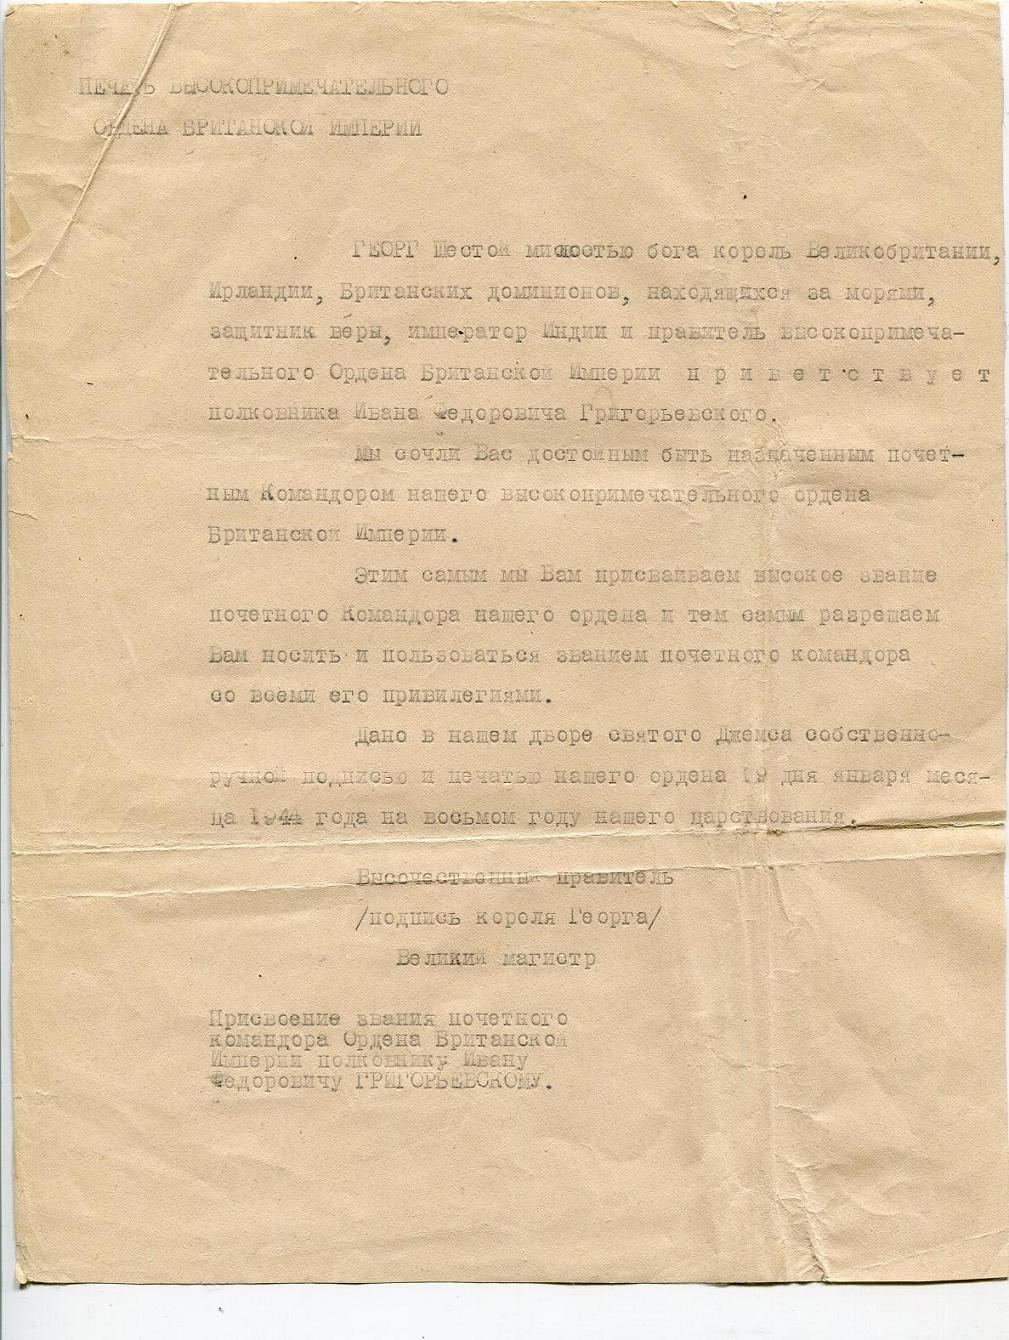 ПЕЧАТЬ ВЫСОКОПРИМЕЧАТЕЛЬНОГО
ОРДЕНА БРИТАНСКОЙ ИМПЕРИИ
ГЕОРГ Шестой милостью бога король Великобритании,
Ирландии, Британских доминионов, находящихся за морями,
защитник веры, император Индии и правитель высокопримеча-
тельного Ордена Британской Империи п р и в е т с т в у е т
полковника Ивана Федоровича Григорьевского.
Мы сочли Вас достойным быть назначенным почет-
ным Командором нашего высокопримечательного ордена
Британской Империи.
Этим самым мы Вам присваиваем высокое звание
почетного Командора нашего ордена и тем самым разрешаем
Вам носить и пользоваться званием почетного командора
со всеми его привилегиями.
Дано в нашем дворе святого Джемса собственно-
ручной подписью и печатью нашего ордена 19 дня января меся-
ца 1944 года на восьмом году нашего царствования.
Высочественный правитель
/подпись короля Георга/
Великий магистр
Присвоение звания почетного
командора Ордена Британской
Империи полковнику Ивану
Федоровичу ГРИГОРЬЕВСКОМУ.